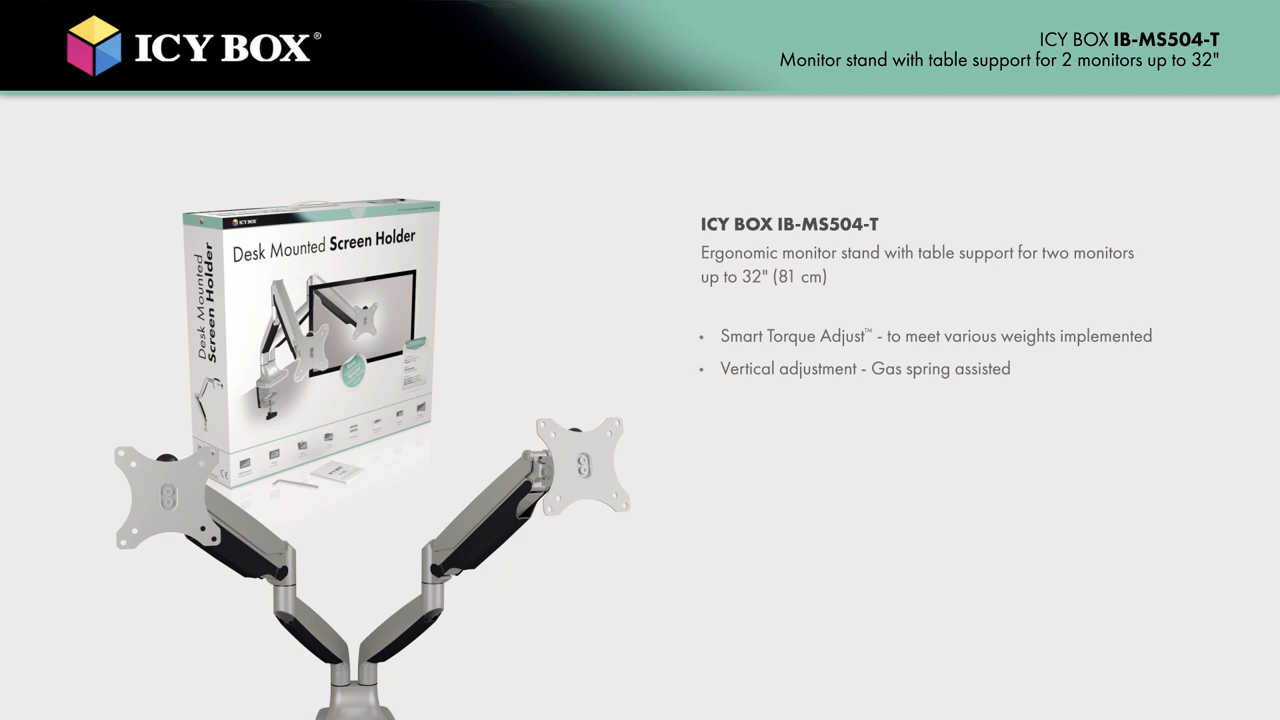 ICY BOX®
ICY BOX IB-MS504-T
Monitor stand with table support for 2 monitors up to 32"
ICY BOX
Desk Mounted Screen Holder
Desk Mounted
Screen Holder
ICY BOX IB-MS504-T
Ergonomic monitor stand with table support for two monitors
up to 32" (81 cm)
• Smart Torque Adjust™ - to meet various weights implemented
• Vertical adjustment - Gas spring assisted